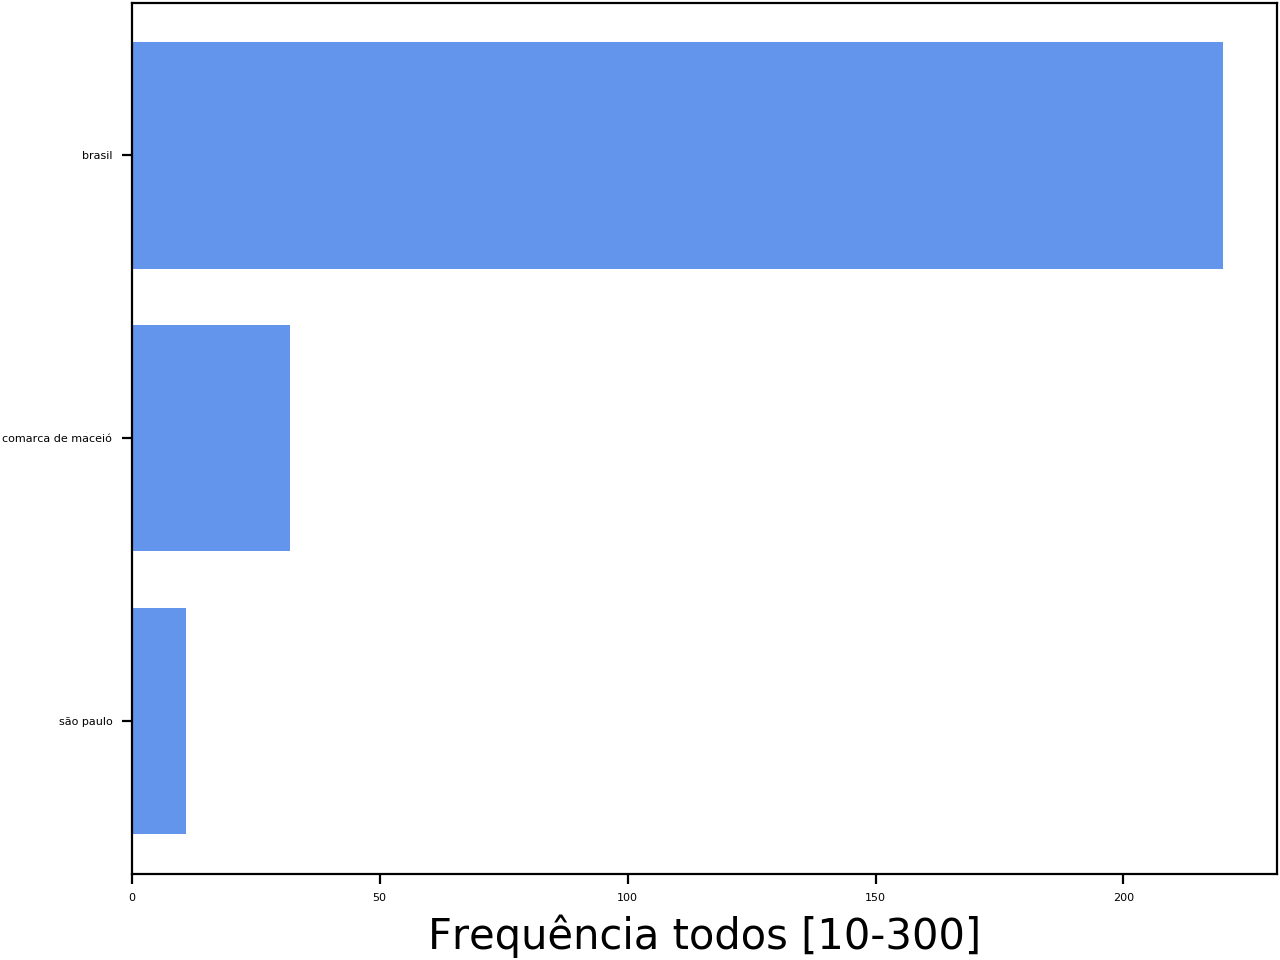 brasil
comarca de maceió
são paulo
0 50 100 150 200
Frequência todos [10-300]